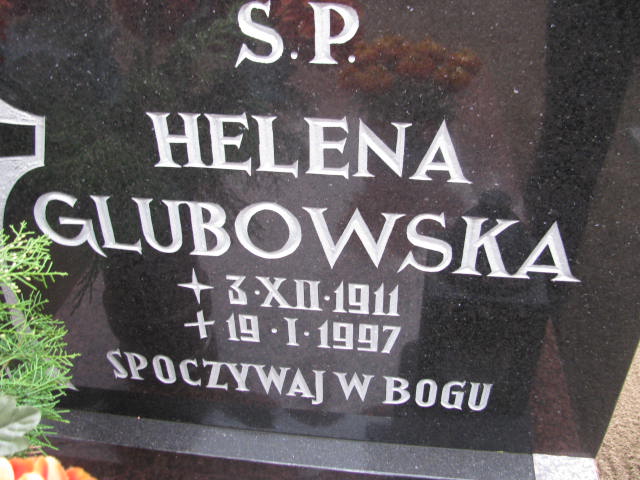 S.P.
HELENA
GLUBOWSKA
3·XII·1911
19·I·1997
SPOCZYWAJ W BOGU